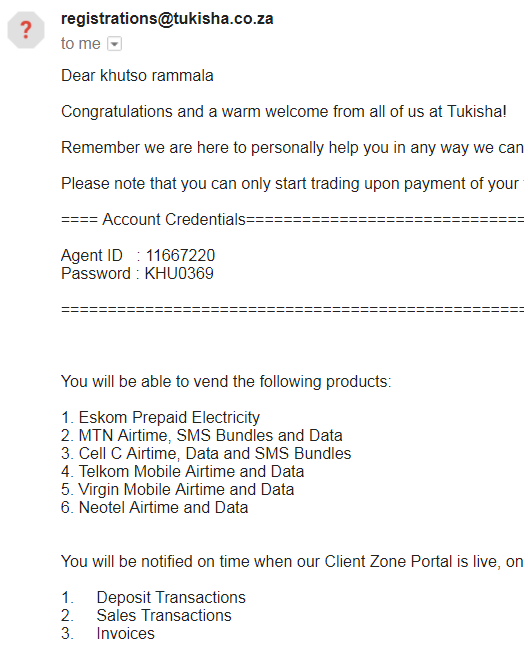 registrations@tukisha.co.za
to me
Dear khutso rammala
Congratulations and a warm welcome from all of us at Tukisha!
Remember we are here to personally help you in any way we can
Please note that you can only start trading upon payment of your
==== Account Credentials==============================
Agent ID : 11667220
Password : KHU0369
==================================================
You will be able to vend the following products:
1. Eskom Prepaid Electricity
2. MTN Airtime, SMS Bundles and Data
3. Cell C Airtime, Data and SMS Bundles
4. Telkom Mobile Airtime and Data
5. Virgin Mobile Airtime and Data
6. Neotel Airtime and Data
You will be notified on time when our Client Zone Portal is live, on
1. Deposit Transactions
2. Sales Transactions
3. Invoices